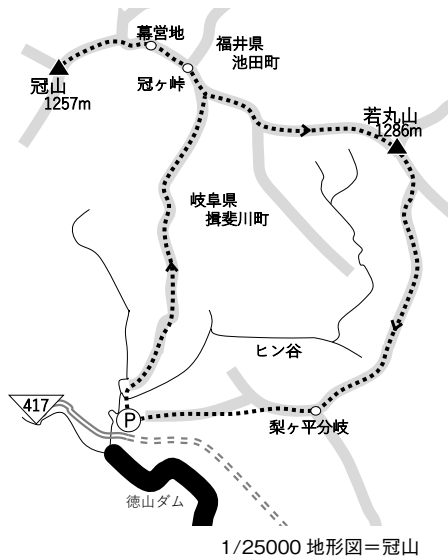 幕営地
福井県
池田町
冠山
1257m
冠ヶ峠
若丸山
1286m
岐阜県
揖斐川町
ヒン谷
417
P
梨ヶ平分岐
徳山ダム
1/25000 地形図＝冠山